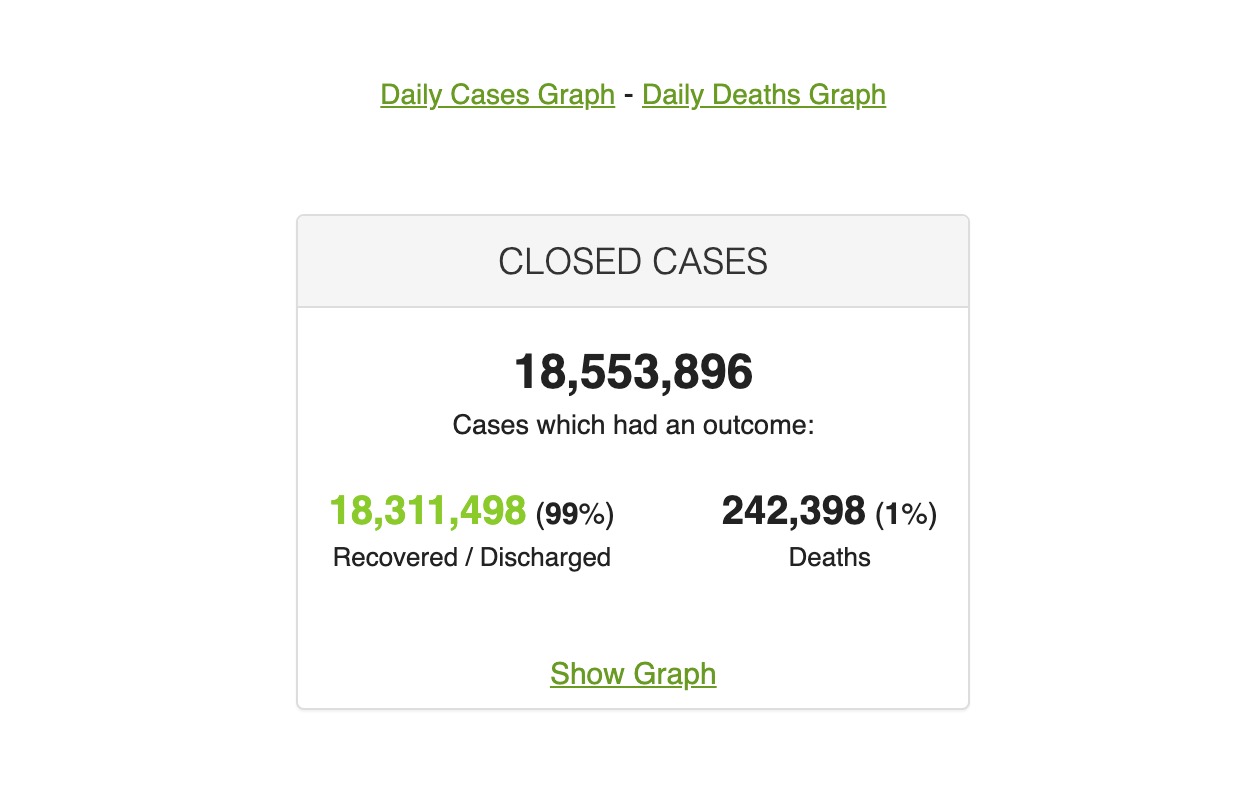 Daily Cases Graph - Daily Deaths Graph
CLOSED CASES
18,553,896
Cases which had an outcome:
18,311,498 (99%) 242,398 (1%)
Recovered / Discharged Deaths
Show Graph